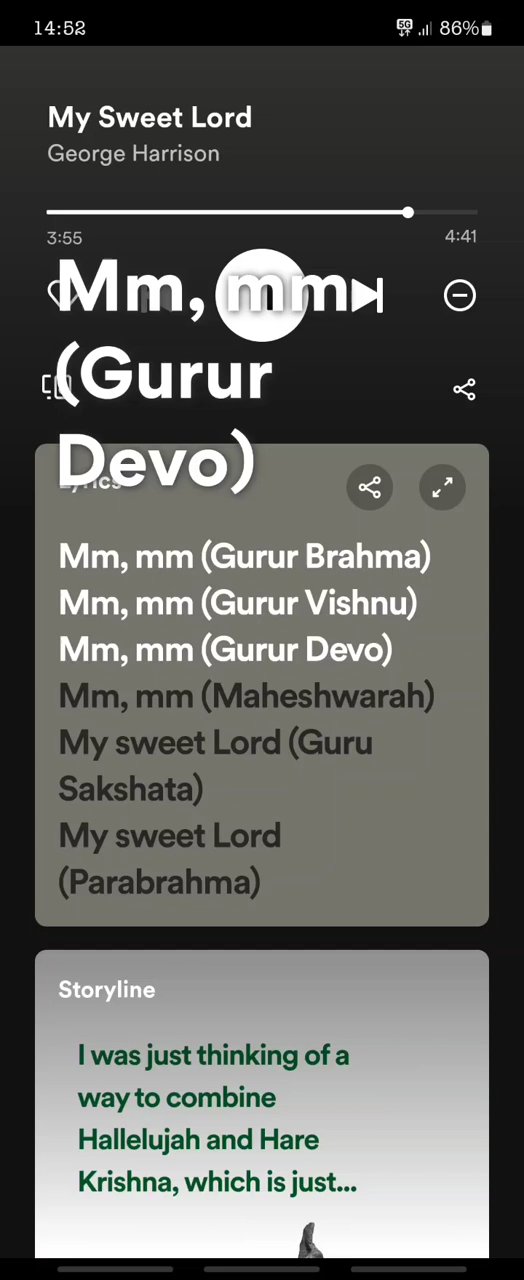 14:52
5G
86%
My Sweet Lord
George Harrison
3:55
4:41
Mm, mm
(Gurur
Devo)
Lyrics
Mm, mm (Gurur Brahma)
Mm, mm (Gurur Vishnu)
Mm, mm (Gurur Devo)
Mm, mm (Maheshwarah)
My sweet Lord (Guru
Sakshata)
My sweet Lord
(Parabrahma)
Storyline
I was just thinking of a
way to combine
Hallelujah and Hare
Krishna, which is just...